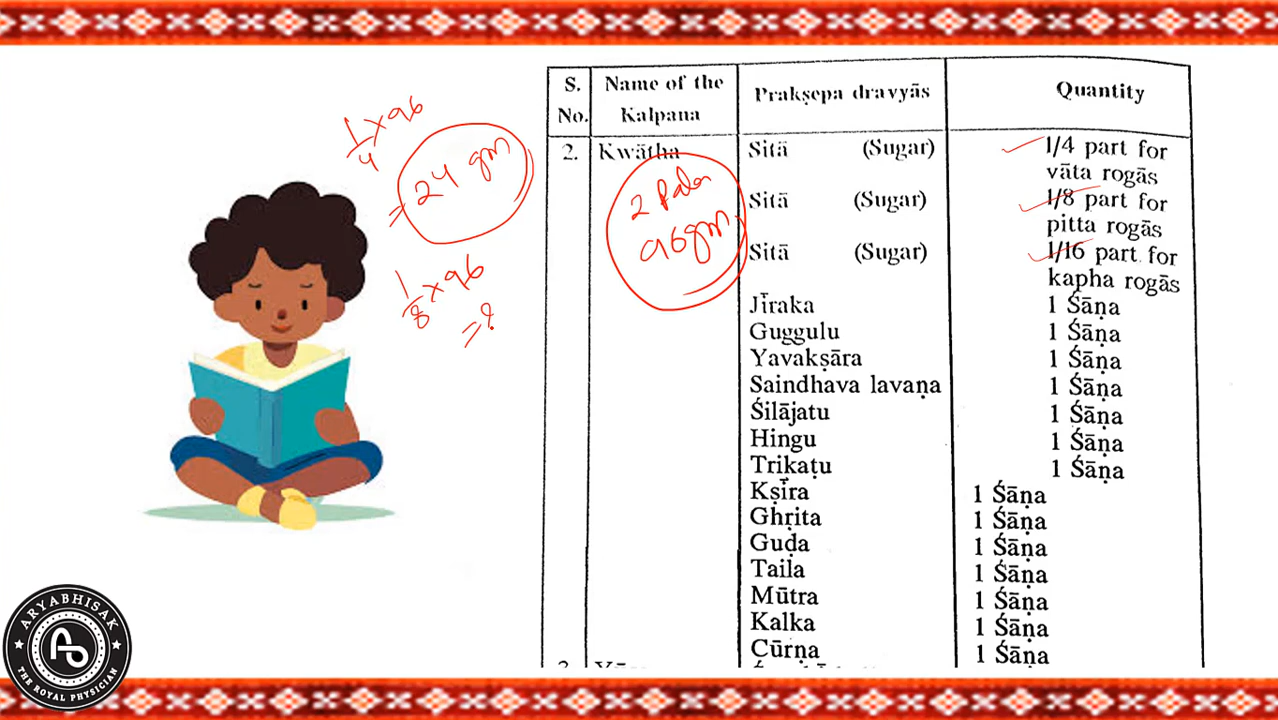 1/4 × 96
= 24 gm
1/8 × 96
= ?
S. No. Name of the Kalpana Prakṣepa dravyās Quantity
2. Kwātha Sitā (Sugar) 1/4 part for
vāta rogās
Sitā (Sugar) 1/8 part for
pitta rogās
Sitā (Sugar) 1/16 part for
kapha rogās
2 Pala
96gm
Jīraka 1 Śāṇa
Guggulu 1 Śāṇa
Yavakṣāra 1 Śāṇa
Saindhava lavaṇa 1 Śāṇa
Śilājatu 1 Śāṇa
Hingu 1 Śāṇa
Trikaṭu 1 Śāṇa
Kṣīra 1 Śāṇa
Ghṛita 1 Śāṇa
Guḍa 1 Śāṇa
Taila 1 Śāṇa
Mūtra 1 Śāṇa
Kalka 1 Śāṇa
Cūrṇa 1 Śāṇa
ARYABHISAK
THE ROYAL PHYSICIAN